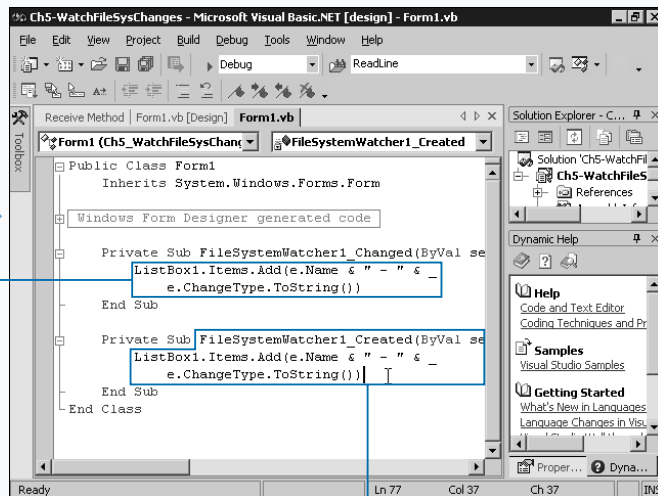 Ch5-WatchFileSysChanges - Microsoft Visual Basic.NET [design] - Form1.vb
File Edit View Project Build Debug Tools Window Help
Debug ReadLine
Receive Method Form1.vb [Design] Form1.vb
Form1 (Ch5_WatchFileSysChang FileSystemWatcher1_Created
Toolbox
Public Class Form1
Inherits System.Windows.Forms.Form
Windows Form Designer generated code
Private Sub FileSystemWatcher1_Changed(ByVal se
ListBox1.Items.Add(e.Name & " - " & _
e.ChangeType.ToString())
End Sub
Private Sub FileSystemWatcher1_Created(ByVal se
ListBox1.Items.Add(e.Name & " - " & _
e.ChangeType.ToString())
End Sub
End Class
Solution Explorer - C...
Solution 'Ch5-WatchFil
Ch5-WatchFileS
References
Dynamic Help
Help
Code and Text Editor
Coding Techniques and Pr
Samples
Visual Studio Samples
Getting Started
What's New in Languages
Language Changes in Visu
Proper... Dyna...
Ready Ln 77 Col 37 Ch 37 INS